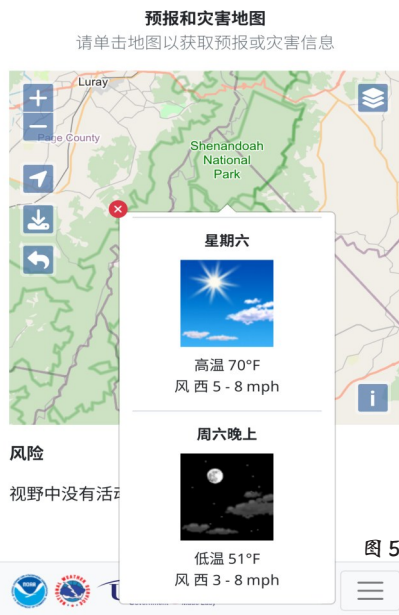 预报和灾害地图
请单击地图以获取预报或灾害信息
Luray
Page County
Shenandoah
National
Park
星期六
高温 70°F
风 西 5 - 8 mph
周六晚上
低温 51°F
风 西 3 - 8 mph
风险
视野中没有活
图 5